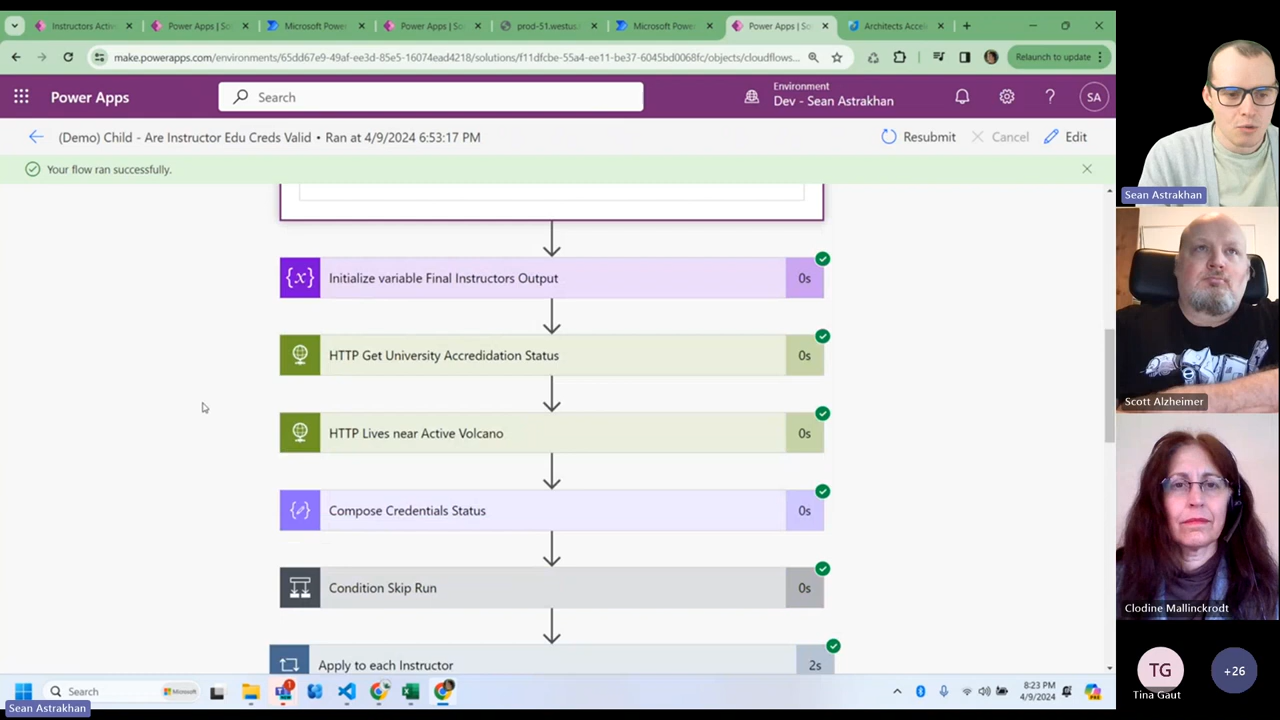 Instructors Activ
Power Apps | So
Microsoft Power
Power Apps | So
prod-51.westus.
Microsoft Power
Power Apps | So
Architects Accel
make.powerapps.com/environments/65dd67e9-49af-ee3d-85e5-16074ead4218/solutions/f11dfcbe-55a4-ee11-be37-6045bd0068fc/objects/cloudflows...
Relaunch to update
Power Apps
Search
Environment
Dev - Sean Astrakhan
SA
(Demo) Child - Are Instructor Edu Creds Valid • Ran at 4/9/2024 6:53:17 PM
Resubmit
Cancel
Edit
Your flow ran successfully.
Initialize variable Final Instructors Output
0s
HTTP Get University Accredidation Status
0s
HTTP Lives near Active Volcano
0s
Compose Credentials Status
0s
Condition Skip Run
0s
Apply to each Instructor
2s
Sean Astrakhan
Scott Alzheimer
Clodine Mallinckrodt
TG
Tina Gaut
+26
Search
Microsoft
8:23 PM
4/9/2024
Sean Astrakhan